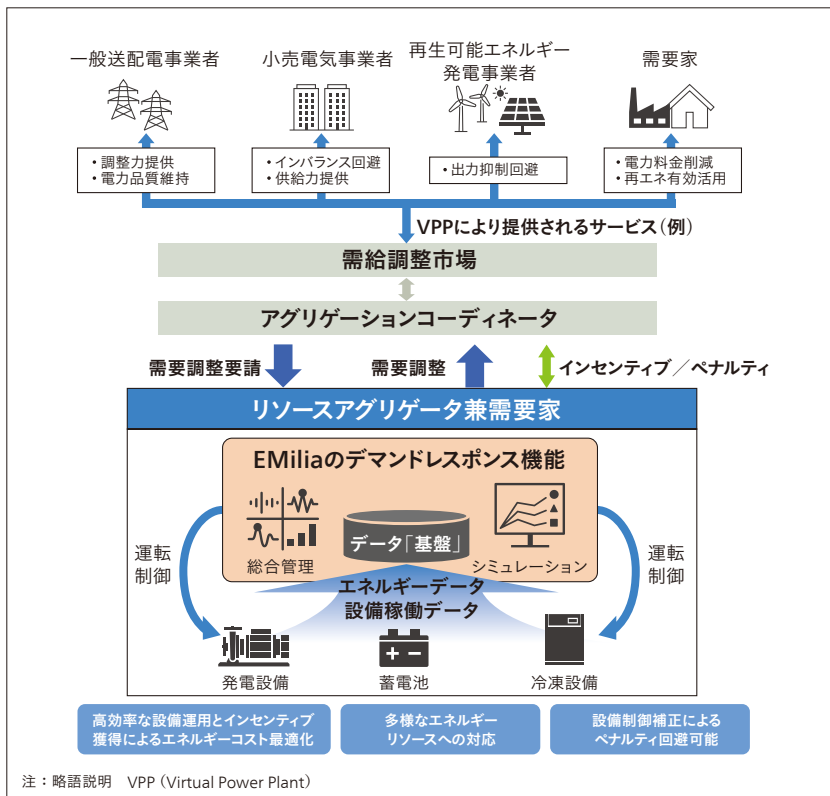 一般送配電事業者
小売電気事業者
再生可能エネルギー
発電事業者
需要家
・調整力提供
・電力品質維持
・インバランス回避
・供給力提供
・出力抑制回避
・電力料金削減
・再エネ有効活用
VPPにより提供されるサービス（例）
需給調整市場
アグリゲーションコーディネータ
需要調整要請
需要調整
インセンティブ／ペナルティ
リソースアグリゲータ兼需要家
EMiliaのデマンドレスポンス機能
総合管理
データ「基盤」
シミュレーション
運転
制御
運転
制御
エネルギーデータ
設備稼働データ
発電設備
蓄電池
冷凍設備
高効率な設備運用とインセンティブ
獲得によるエネルギーコスト最適化
多様なエネルギー
リソースへの対応
設備制御補正による
ペナルティ回避可能
注：略語説明 VPP（Virtual Power Plant）